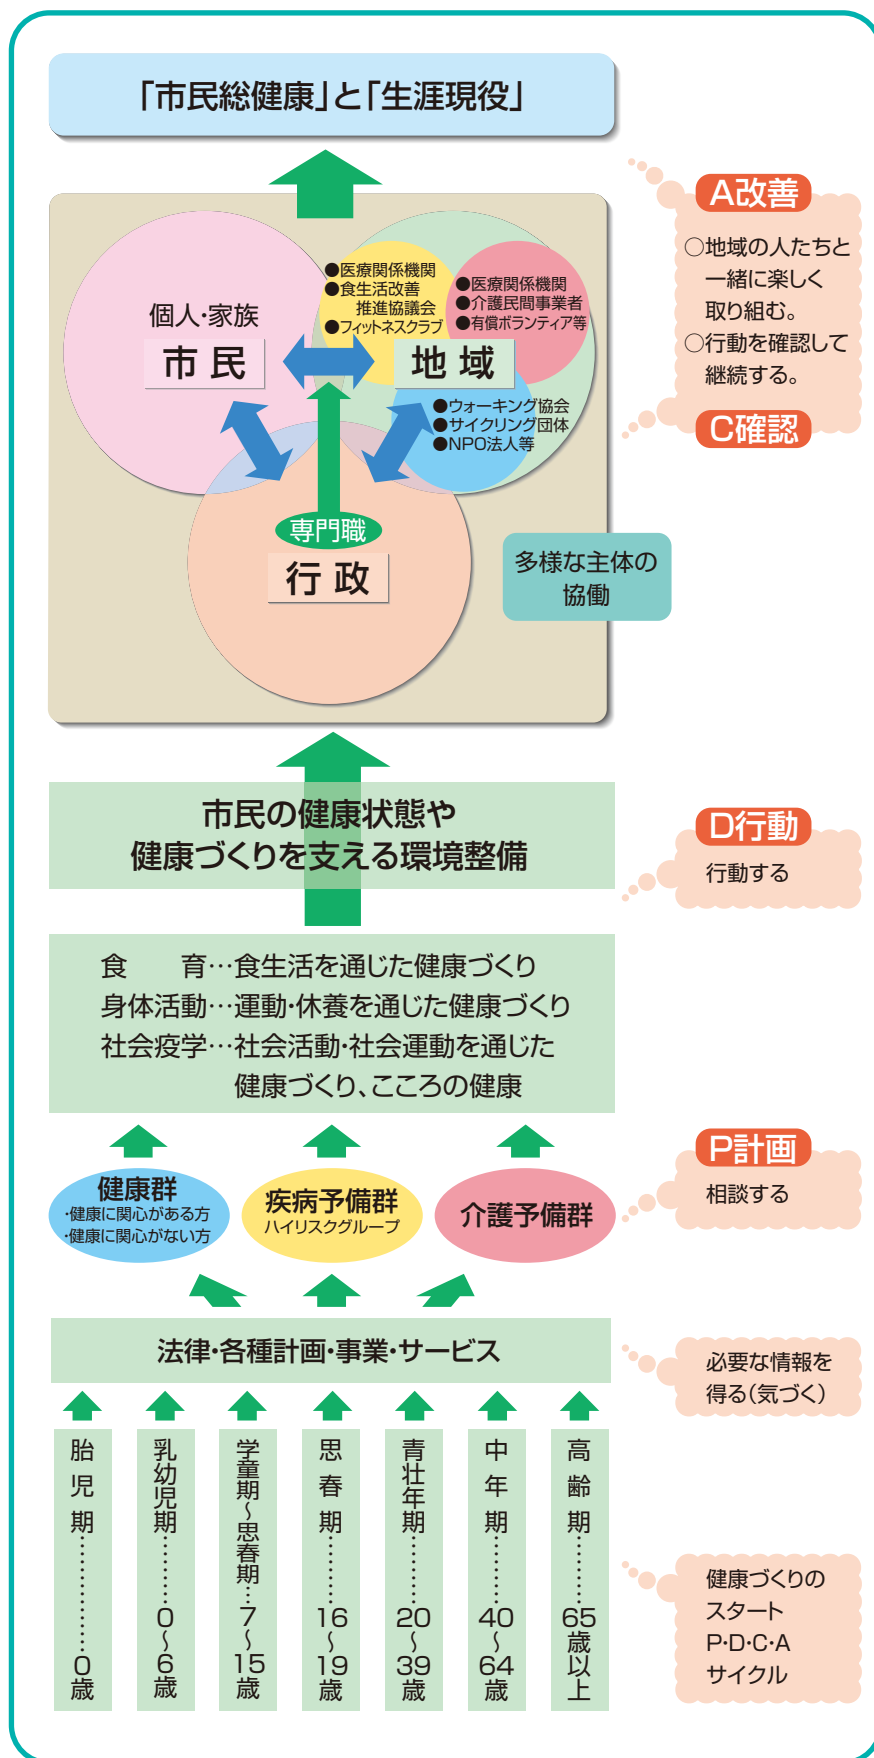 「市民総健康」と「生涯現役」
A改善
○地域の人たちと
一緒に楽しく
取り組む。
○行動を確認して
継続する。
C確認
個人・家族
市民
●医療関係機関
●食生活改善
推進協議会
●フィットネスクラブ
●医療関係機関
●介護民間事業者
●有償ボランティア等
地域
●ウォーキング協会
●サイクリング団体
●NPO法人等
専門職
行政
多様な主体の
協働
市民の健康状態や
健康づくりを支える環境整備
D行動
行動する
食　育…食生活を通じた健康づくり
身体活動…運動・休養を通じた健康づくり
社会疫学…社会活動・社会運動を通じた
健康づくり、こころの健康
P計画
相談する
健康群
・健康に関心がある方
・健康に関心がない方
疾病予備群
ハイリスクグループ
介護予備群
法律・各種計画・事業・サービス
必要な情報を
得る(気づく)
胎児期……………0歳
乳幼児期………0～6歳
学童期～思春期…7～15歳
思春期………16～19歳
青壮年期………20～39歳
中年期………40～64歳
高齢期………65歳以上
健康づくりの
スタート
P・D・C・A
サイクル